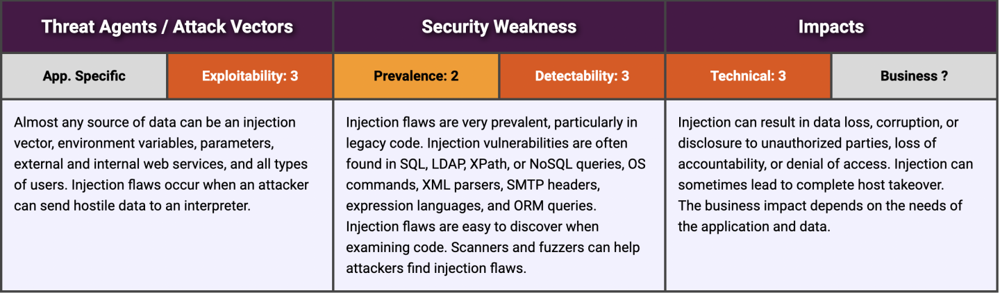 Threat Agents / Attack Vectors
Security Weakness
Impacts
App. Specific
Exploitability: 3
Prevalence: 2
Detectability: 3
Technical: 3
Business ?
Almost any source of data can be an injection
vector, environment variables, parameters,
external and internal web services, and all types
of users. Injection flaws occur when an attacker
can send hostile data to an interpreter.
Injection flaws are very prevalent, particularly in
legacy code. Injection vulnerabilities are often
found in SQL, LDAP, XPath, or NoSQL queries, OS
commands, XML parsers, SMTP headers,
expression languages, and ORM queries.
Injection flaws are easy to discover when
examining code. Scanners and fuzzers can help
attackers find injection flaws.
Injection can result in data loss, corruption, or
disclosure to unauthorized parties, loss of
accountability, or denial of access. Injection can
sometimes lead to complete host takeover.
The business impact depends on the needs of
the application and data.